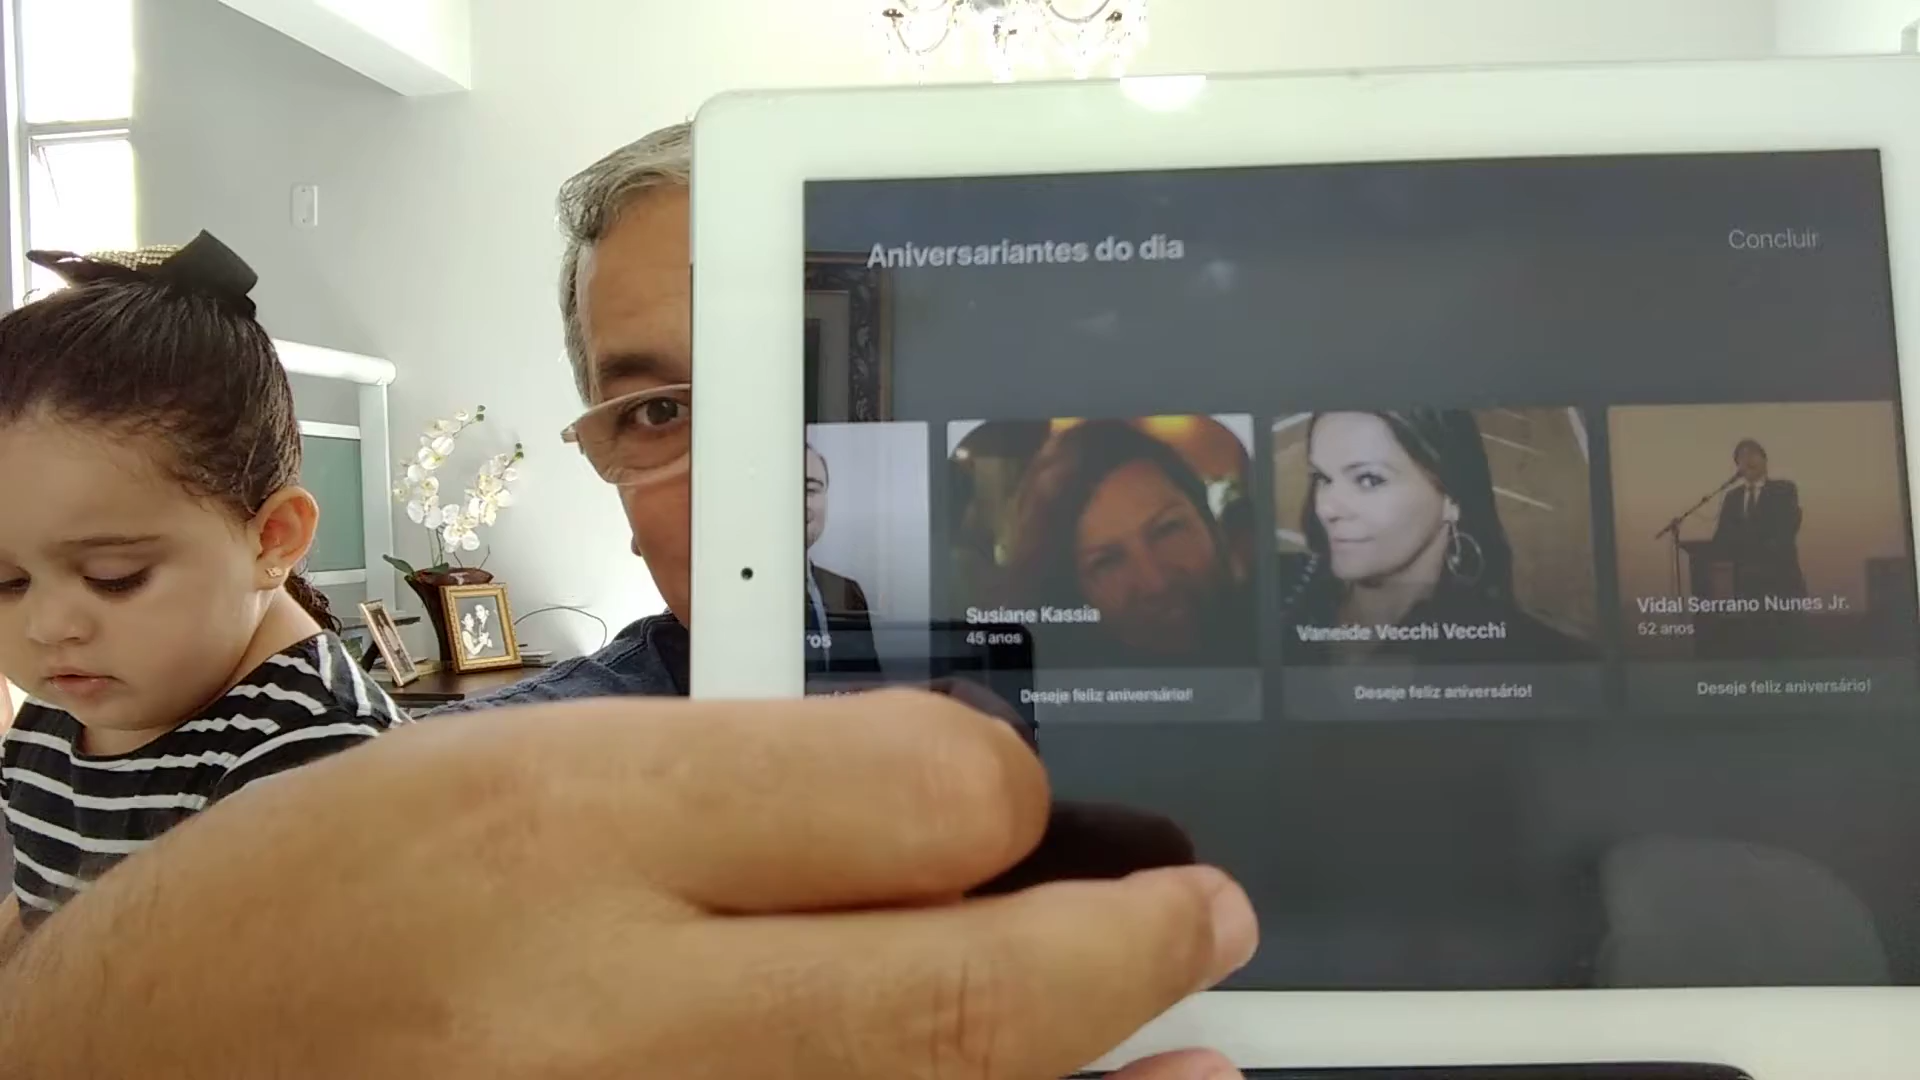 Aniversariantes do dia
Concluir
ros
Susiane Kassia
45 anos
Deseje feliz aniversário!
Vaneide Vecchi Vecchi
Deseje feliz aniversário!
Vidal Serrano Nunes Jr.
52 anos
Deseje feliz aniversário!